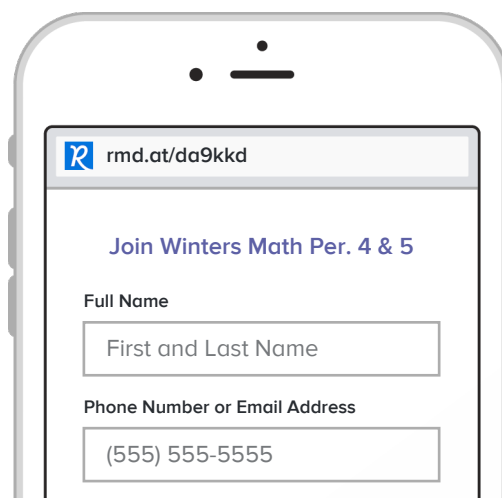 rmd.at/da9kkd
Join Winters Math Per. 4 & 5
Full Name
First and Last Name
Phone Number or Email Address
(555) 555-5555